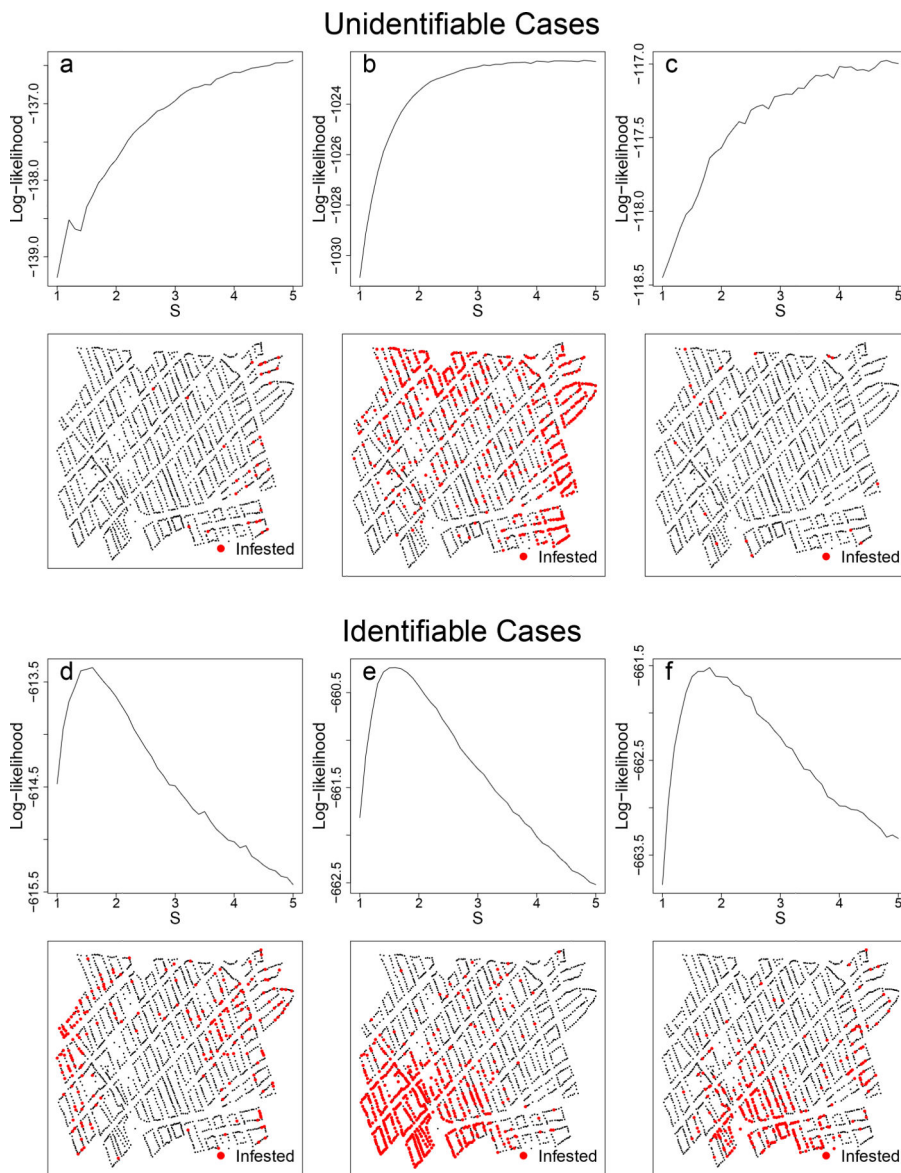 Unidentifiable Cases
a
b
c
Log−likelihood
−137.0
−138.0
−139.0
1 2 3 4 5
S
Log−likelihood
−1024
−1026
−1028
−1030
1 2 3 4 5
S
Log−likelihood
−117.0
−117.5
−118.0
−118.5
1 2 3 4 5
S
Infested
Infested
Infested
Identifiable Cases
d
e
f
Log−likelihood
−613.5
−614.5
−615.5
1 2 3 4 5
S
Log−likelihood
−660.5
−661.5
−662.5
1 2 3 4 5
S
Log−likelihood
−661.5
−662.5
−663.5
1 2 3 4 5
S
Infested
Infested
Infested